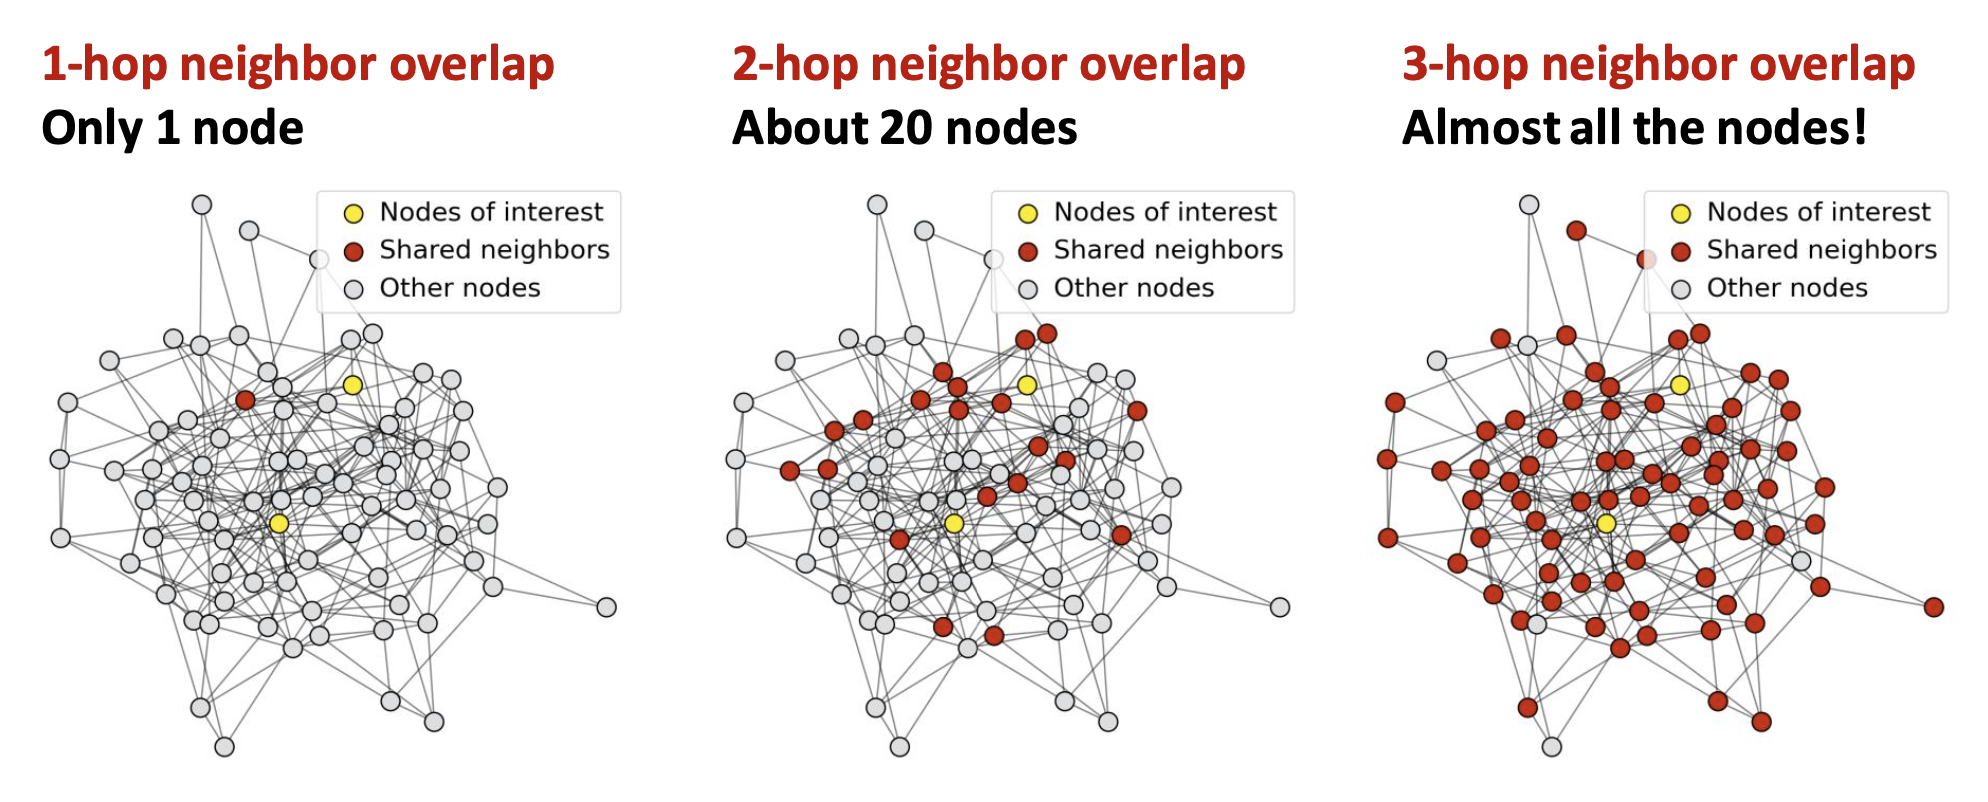 1-hop neighbor overlap
Only 1 node
Nodes of interest
Shared neighbors
Other nodes
2-hop neighbor overlap
About 20 nodes
Nodes of interest
Shared neighbors
Other nodes
3-hop neighbor overlap
Almost all the nodes!
Nodes of interest
Shared neighbors
Other nodes